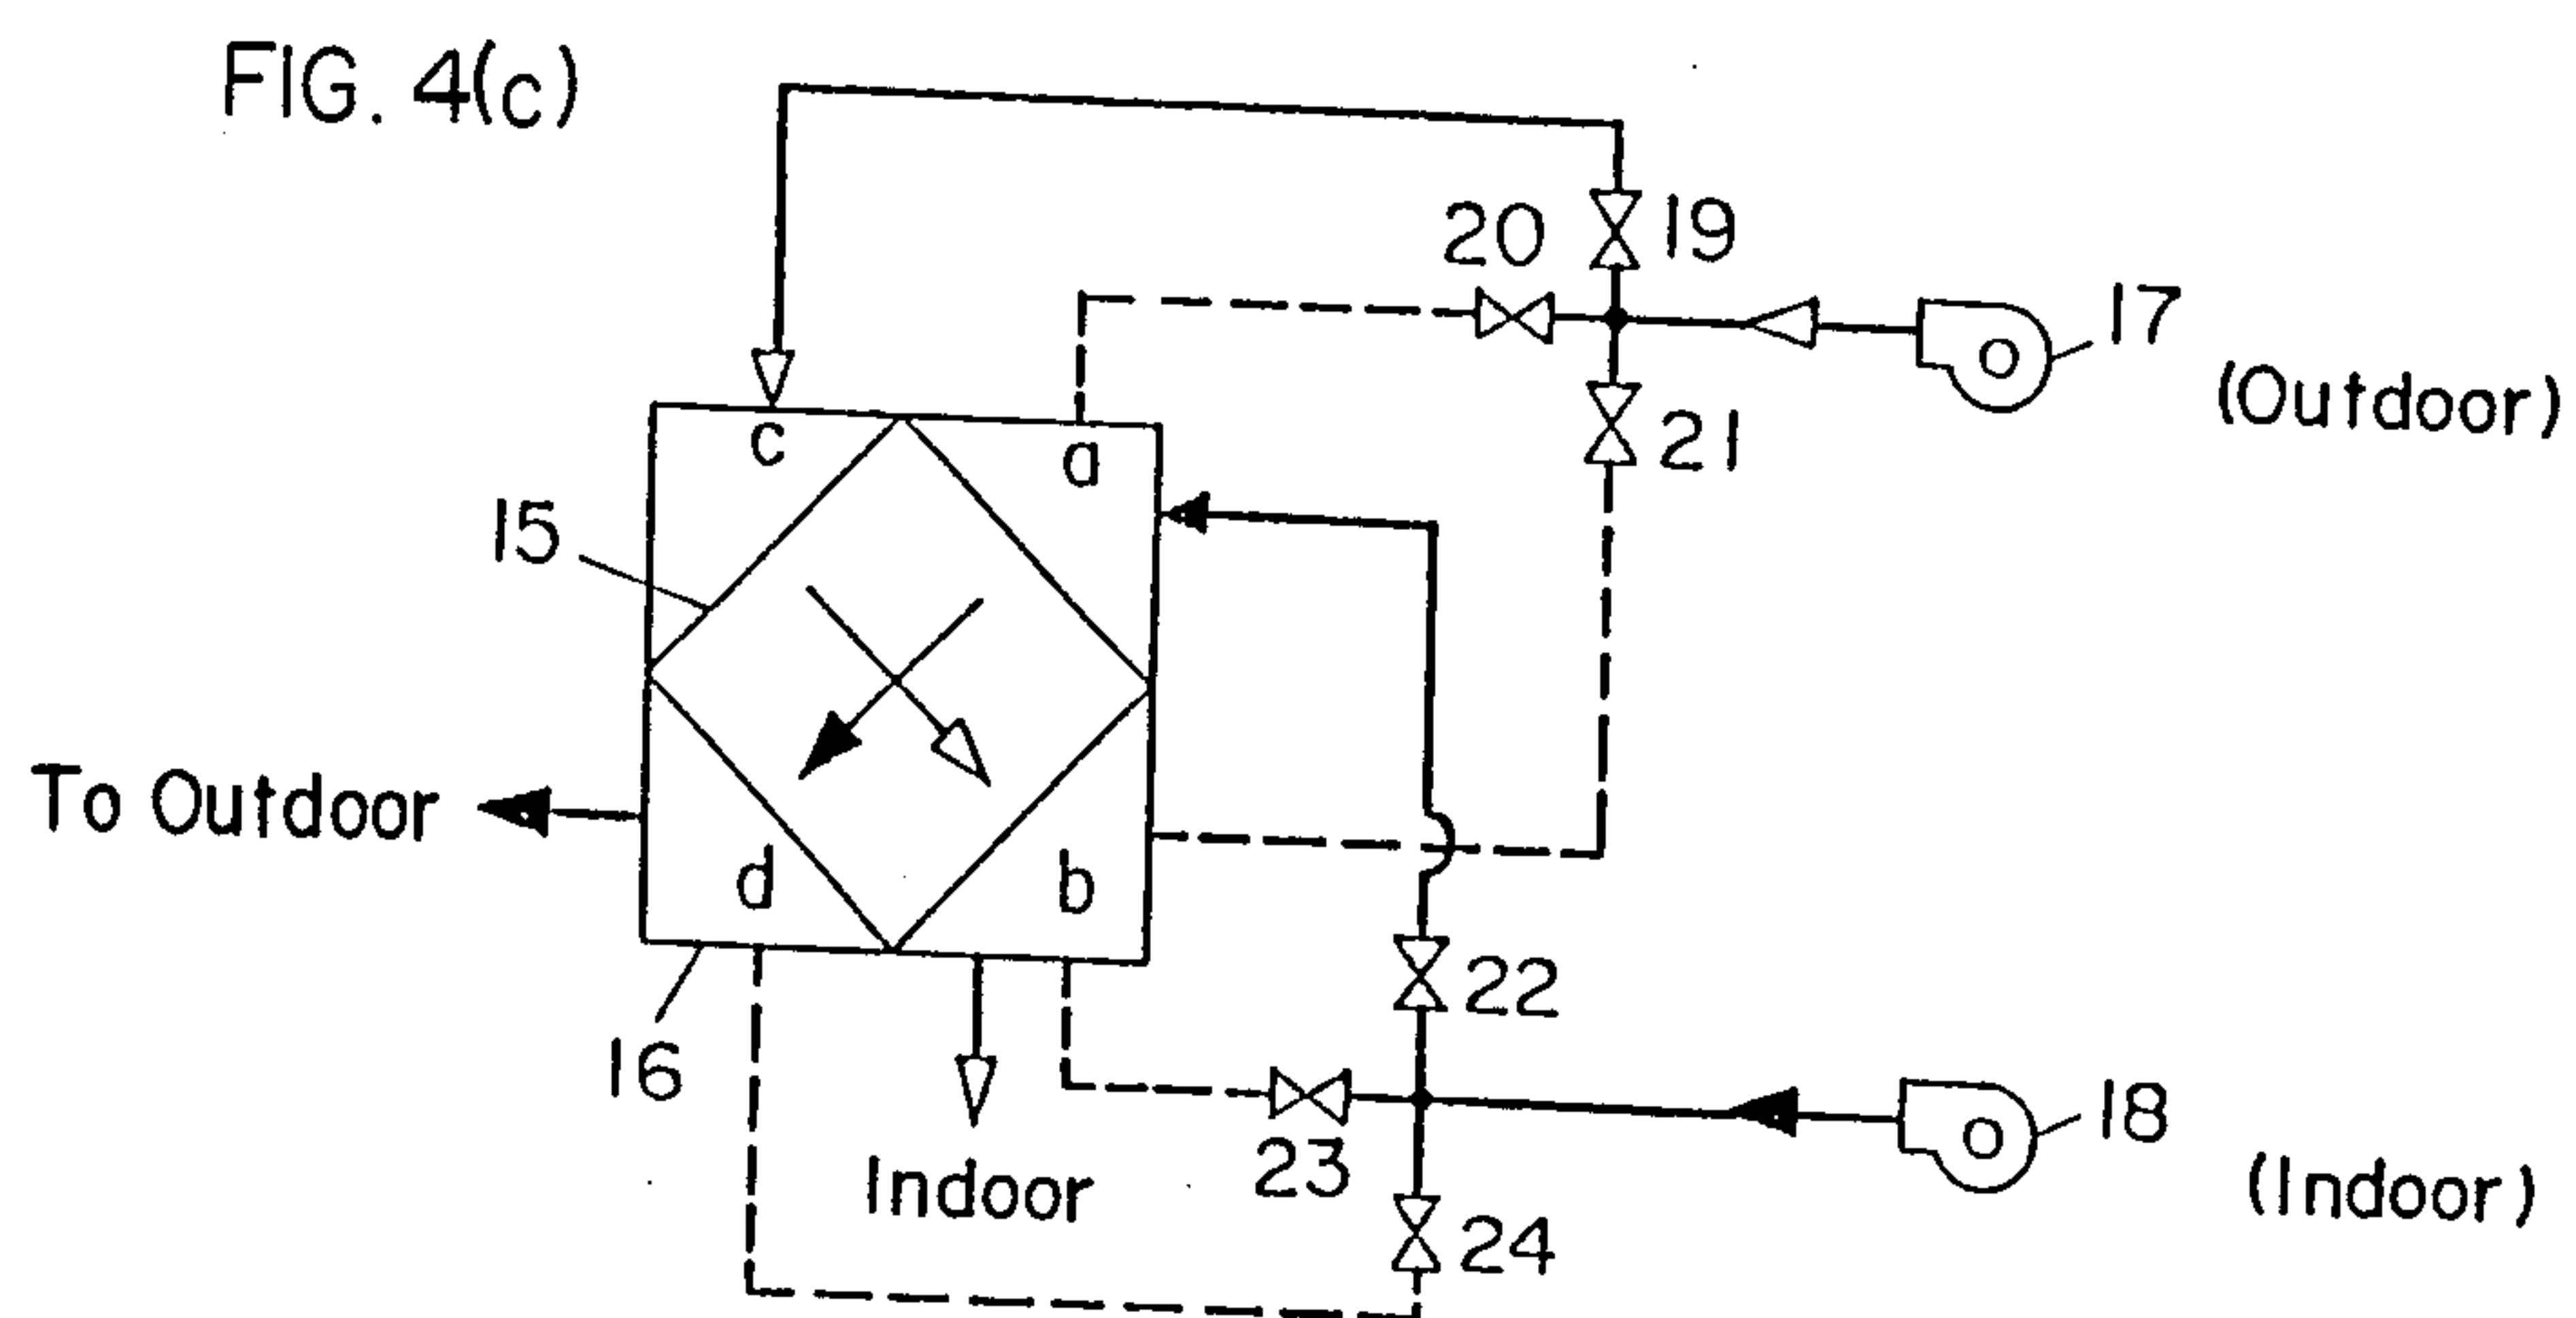 FIG. 4(c)
20
19
17
(Outdoor)
21
c
a
15
To Outdoor
d
b
22
16
Indoor
23
18
(Indoor)
24